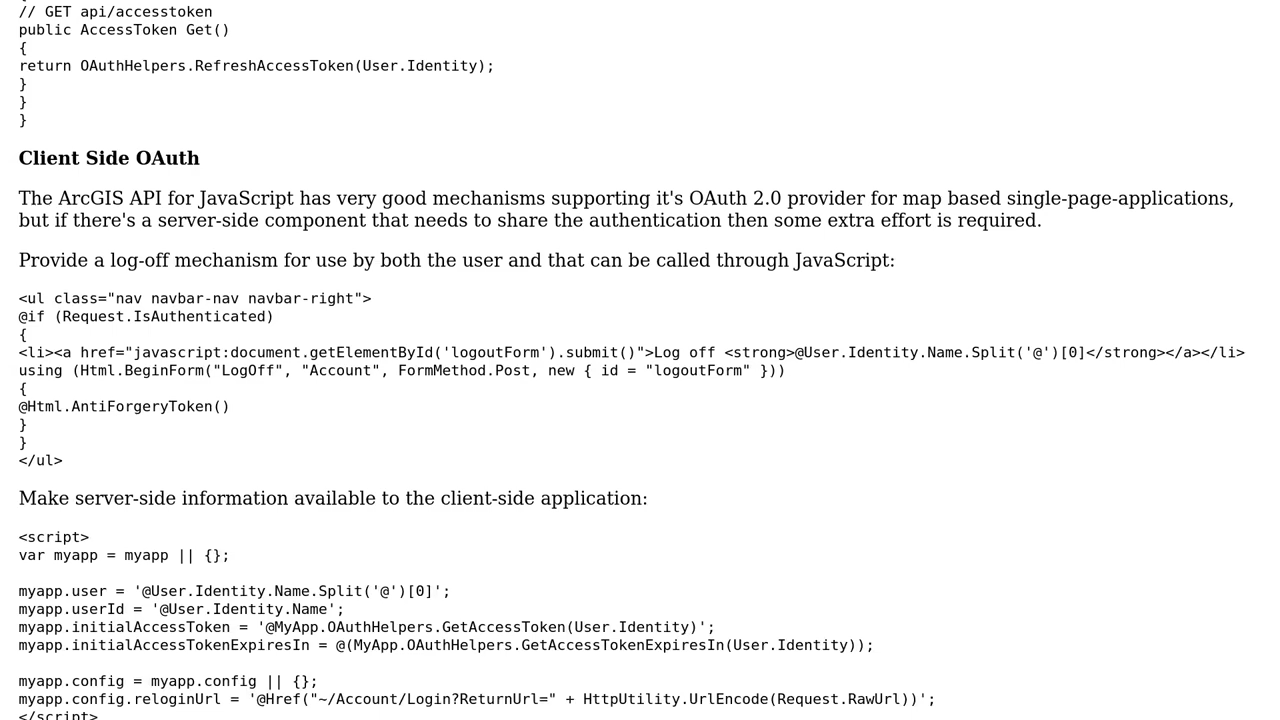 // GET api/accesstoken
public AccessToken Get()
{
return OAuthHelpers.RefreshAccessToken(User.Identity);
}
}
}
Client Side OAuth
The ArcGIS API for JavaScript has very good mechanisms supporting it's OAuth 2.0 provider for map based single-page-applications,
but if there's a server-side component that needs to share the authentication then some extra effort is required.
Provide a log-off mechanism for use by both the user and that can be called through JavaScript:
<ul class="nav navbar-nav navbar-right">
@if (Request.IsAuthenticated)
{
<li><a href="javascript:document.getElementById('logoutForm').submit()">Log off <strong>@User.Identity.Name.Split('@')[0]</strong></a></li>
using (Html.BeginForm("LogOff", "Account", FormMethod.Post, new { id = "logoutForm" }))
{
@Html.AntiForgeryToken()
}
}
</ul>
Make server-side information available to the client-side application:
<script>
var myapp = myapp || {};
myapp.user = '@User.Identity.Name.Split('@')[0]';
myapp.userId = '@User.Identity.Name';
myapp.initialAccessToken = '@MyApp.OAuthHelpers.GetAccessToken(User.Identity)';
myapp.initialAccessTokenExpiresIn = @(MyApp.OAuthHelpers.GetAccessTokenExpiresIn(User.Identity));
myapp.config = myapp.config || {};
myapp.config.reloginUrl = '@Href("~/Account/Login?ReturnUrl=" + HttpUtility.UrlEncode(Request.RawUrl))';
</script>